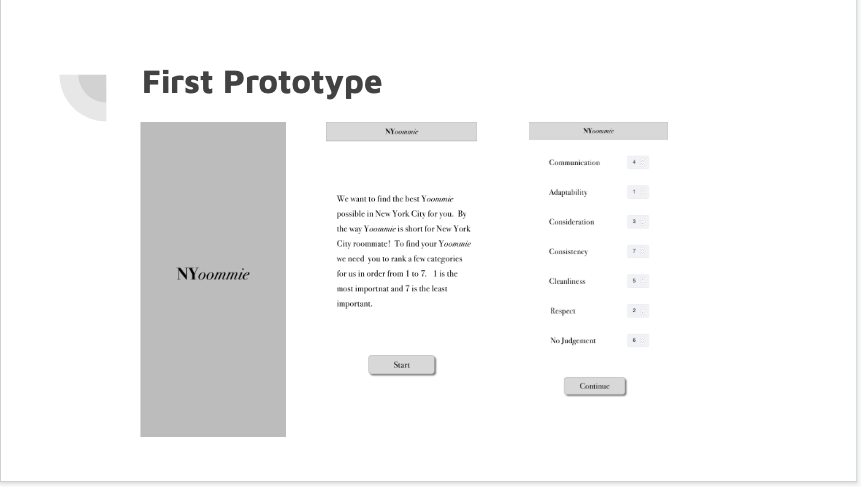 First Prototype
NYoommie
NYoommie
We want to find the best Yoommie
possible in New York City for you. By
the way Yoommie is short for New York
City roommate! To find your Yoommie
we need you to rank a few categories
for us in order from 1 to 7. 1 is the
most importnat and 7 is the least
important.
Start
NYoommie
Communication 4
Adaptability 1
Consideration 3
Consistency 7
Cleanliness 5
Respect 2
No Judgement 6
Continue